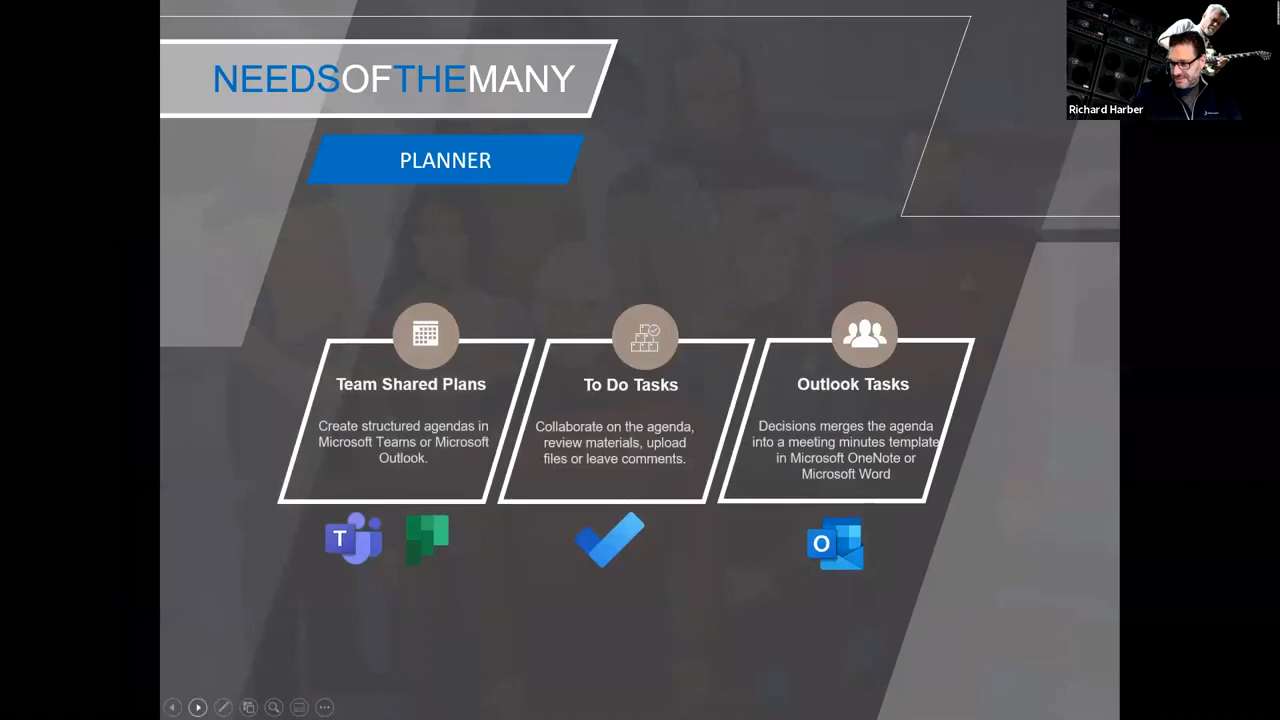 NEEDSOFTHEMANY
PLANNER
Richard Harber
Team Shared Plans
Create structured agendas in
Microsoft Teams or Microsoft
Outlook.
To Do Tasks
Collaborate on the agenda,
review materials, upload
files or leave comments.
Outlook Tasks
Decisions merges the agenda
into a meeting minutes template
in Microsoft OneNote or
Microsoft Word
T
O